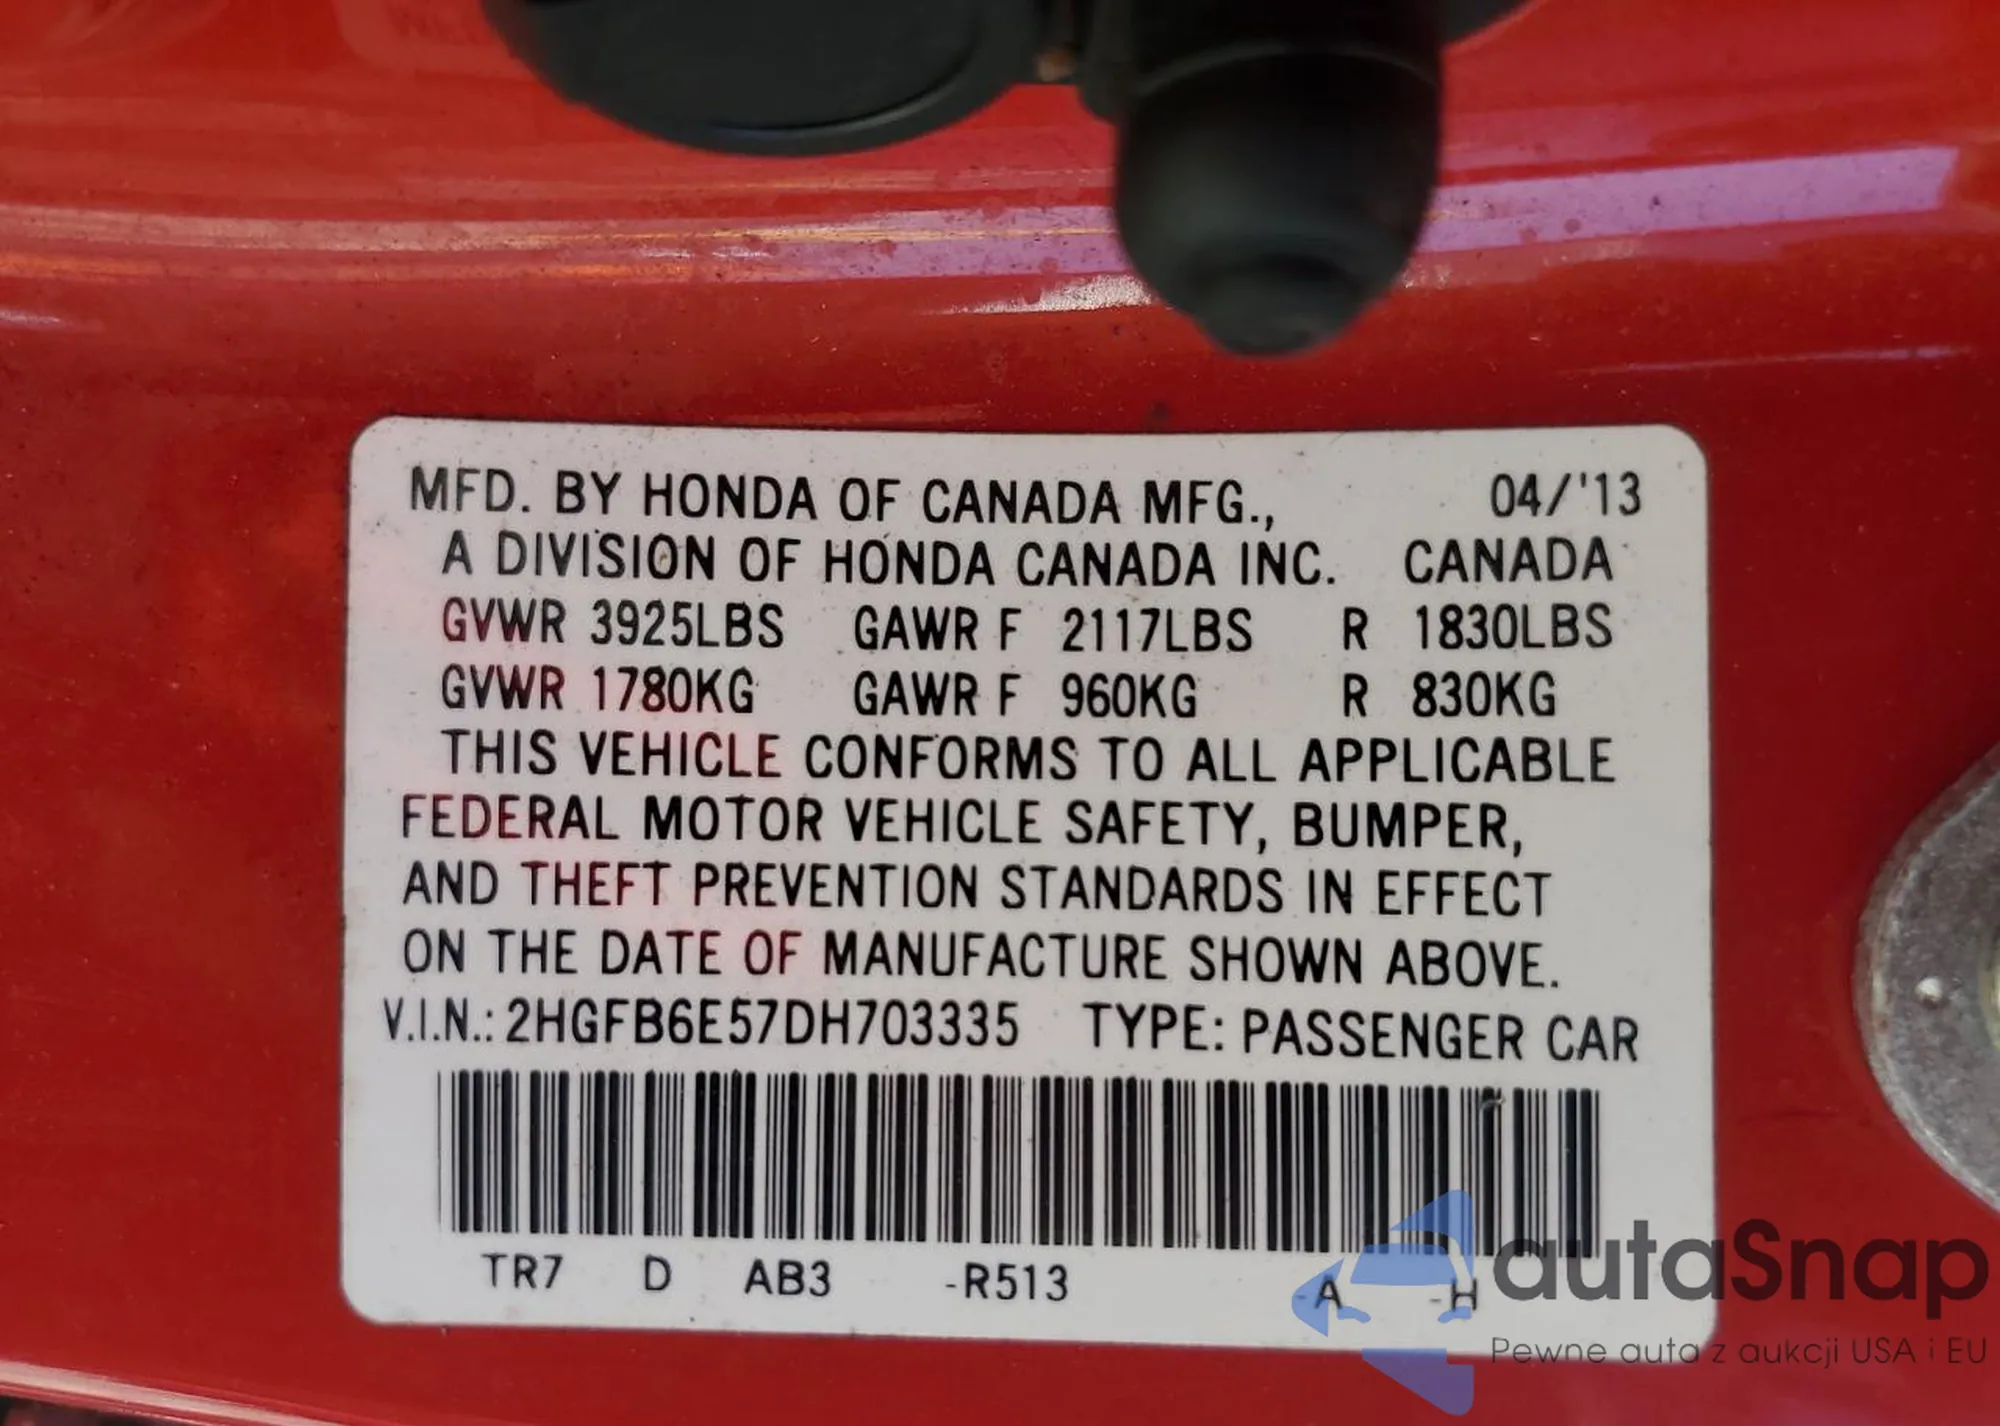 MFD. BY HONDA OF CANADA MFG., 04/'13
A DIVISION OF HONDA CANADA INC. CANADA
GVWR 3925LBS GAWR F 2117LBS R 1830LBS
GVWR 1780KG GAWR F 960KG R 830KG
THIS VEHICLE CONFORMS TO ALL APPLICABLE
FEDERAL MOTOR VEHICLE SAFETY, BUMPER,
AND THEFT PREVENTION STANDARDS IN EFFECT
ON THE DATE OF MANUFACTURE SHOWN ABOVE.
V.I.N.: 2HGFB6E57DH703335 TYPE: PASSENGER CAR
TR7 D AB3 -R513 -A -H
autaSnap
Pewne auta z aukcji USA i EU